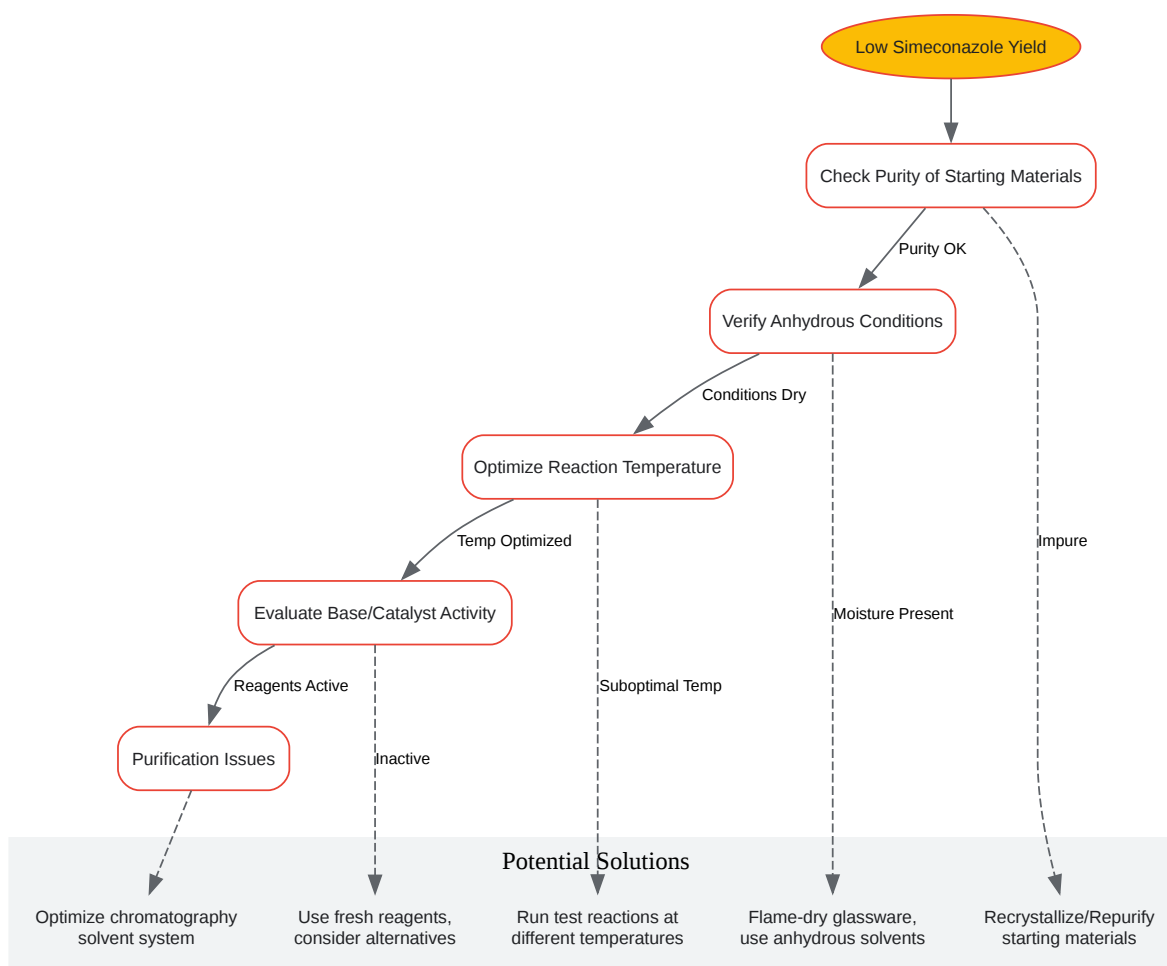 Low Simeconazole Yield
Check Purity of Starting Materials
Purity OK
Verify Anhydrous Conditions
Conditions Dry
Optimize Reaction Temperature
Temp Optimized
Impure
Evaluate Base/Catalyst Activity
Moisture Present
Reagents Active
Suboptimal Temp
Purification Issues
Inactive
Potential Solutions
Optimize chromatography
solvent system
Use fresh reagents,
consider alternatives
Run test reactions at
different temperatures
Flame-dry glassware,
use anhydrous solvents
Recrystallize/Repurify
starting materials